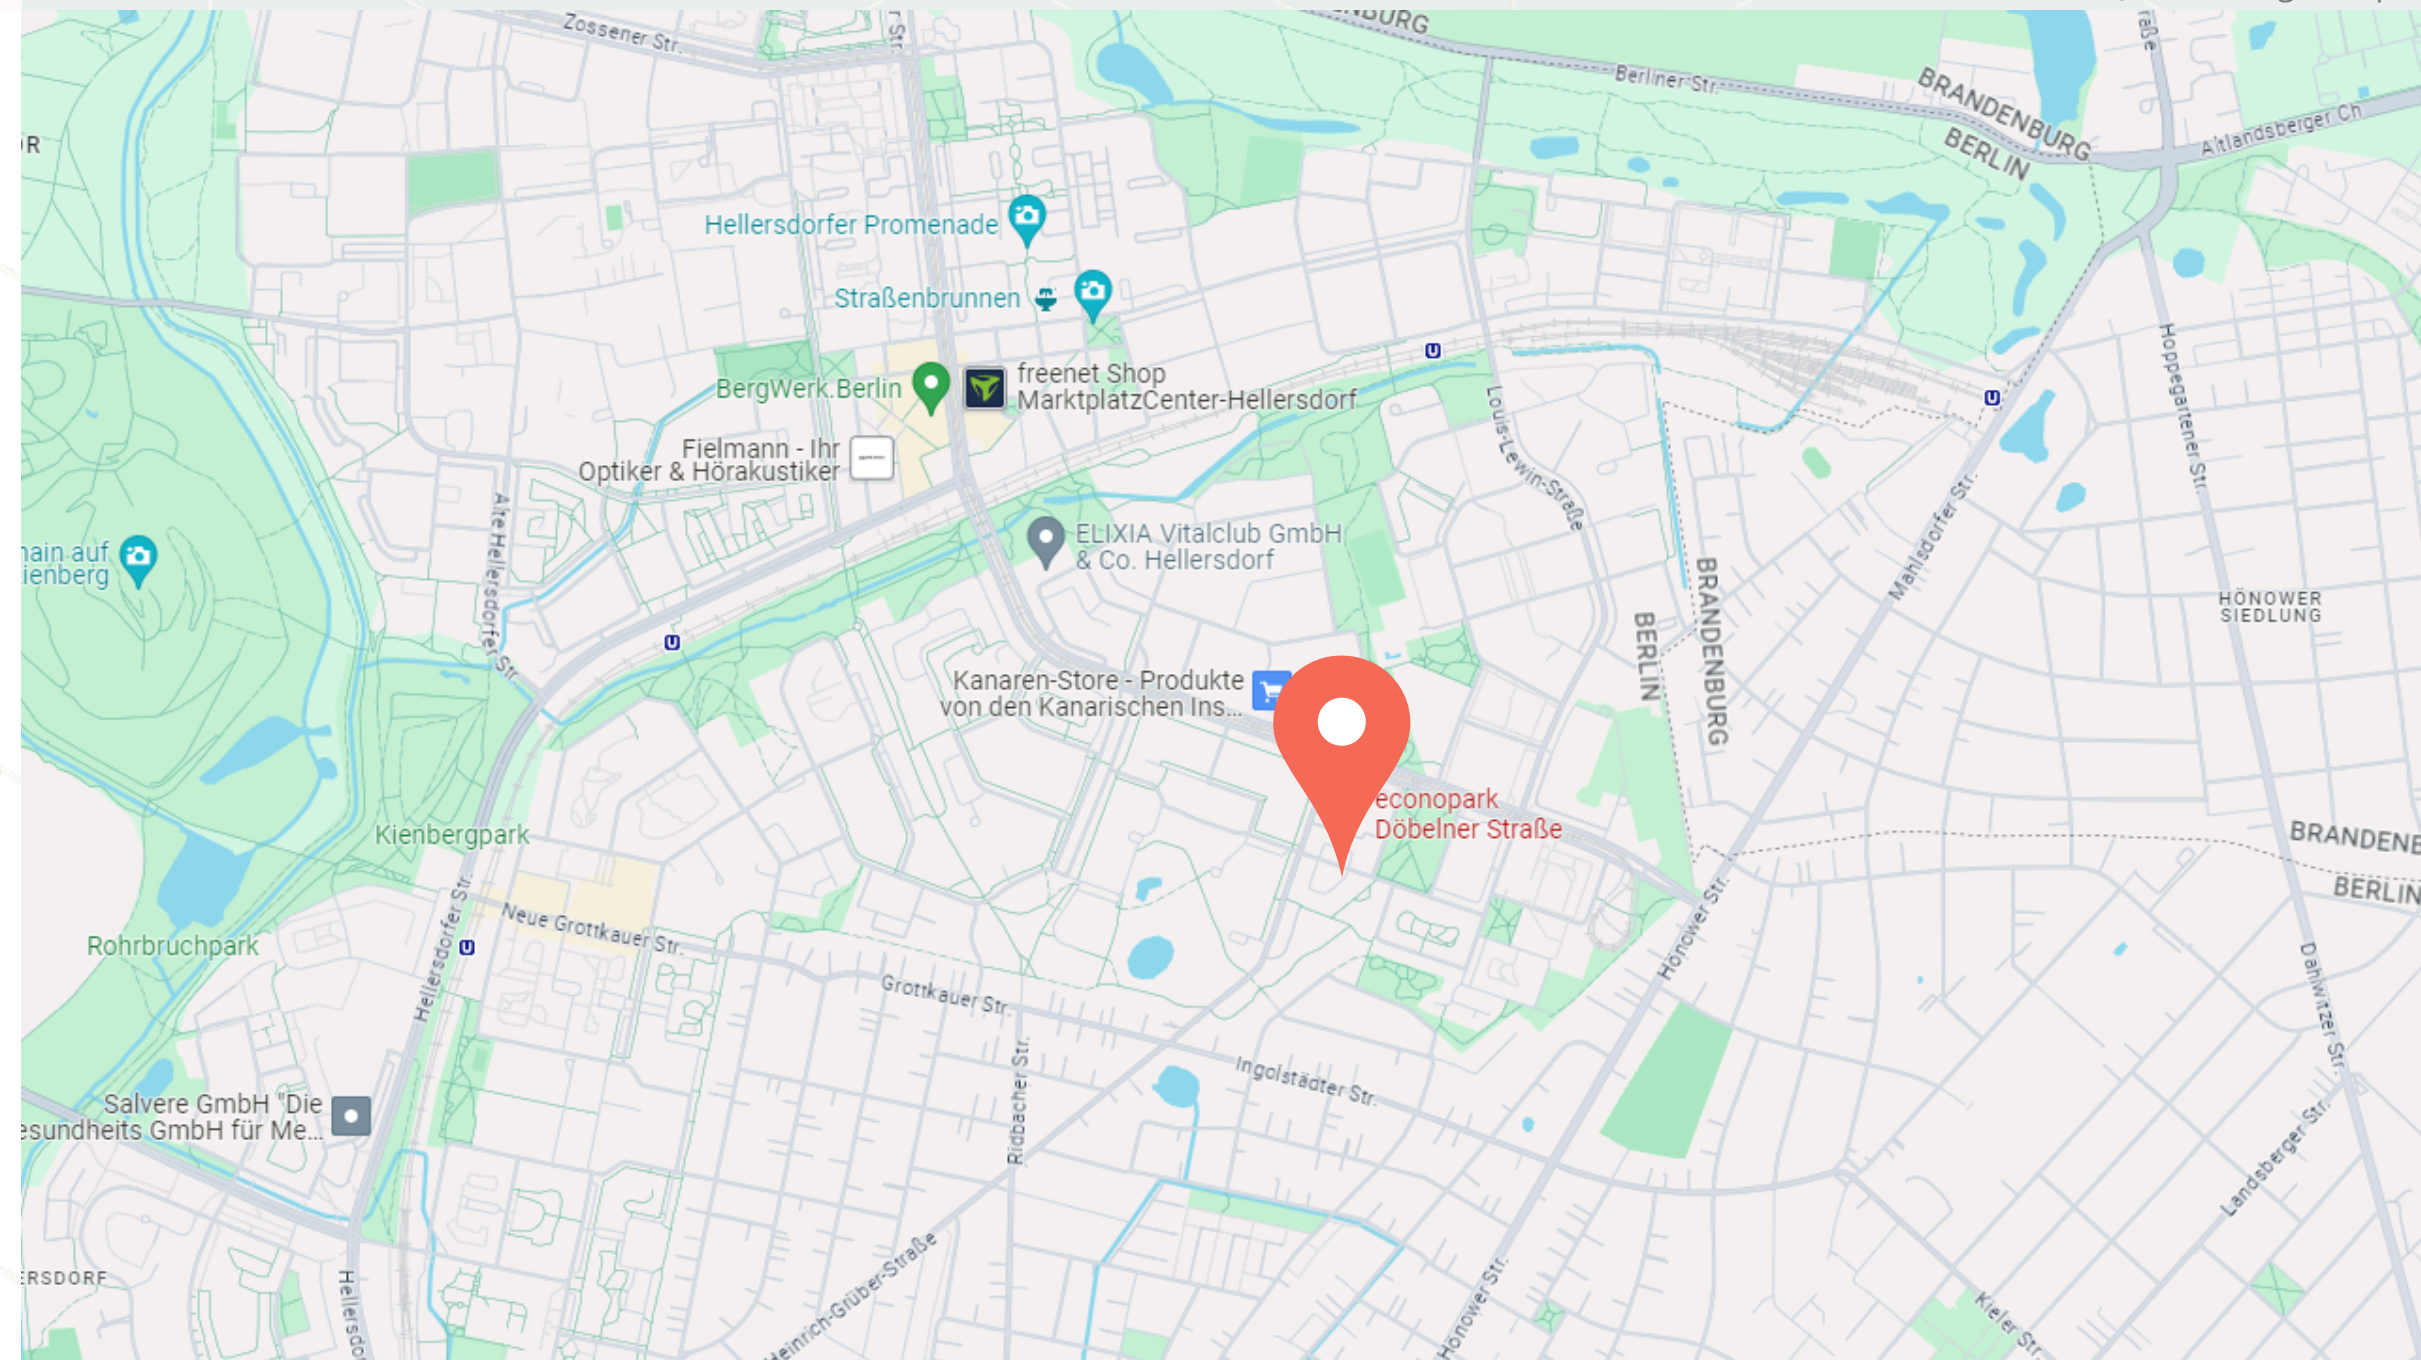 Zossener Str.
Berliner Str.
BRANDENBURG
BERLIN
Altlandsberger Ch
Hellersdorfer Promenade
Straßenbrunnen
BergWerk.Berlin
freenet Shop
MarktplatzCenter-Hellersdorf
Fielmann - Ihr
Optiker & Hörakustiker
Louis-Lewin-Straße
Hoppegartener Str.
Alte Hellersdorfer Str.
ELIXIA Vitalclub GmbH
& Co. Hellersdorf
Mahlsdorfer Str.
HÖNOWER
SIEDLUNG
BERLIN
BRANDENBURG
Kanaren-Store - Produkte
von den Kanarischen Ins...
econopark
Döbelner Straße
Kienbergpark
BRANDENB
BERLIN
Rohrbruchpark
Hellersdorfer Str.
Neue Grottkauer Str.
Grottkauer Str.
Hönower Str.
Dahlwitzer Str.
Ingolstädter Str.
Ridbacher Str.
Salvere GmbH "Die
esundheits GmbH für Me...
Landsberger Str.
ERSDORF
Hellersdo
Heinrich-Grüber-Straße
Hönower Str.
Kieler Str.